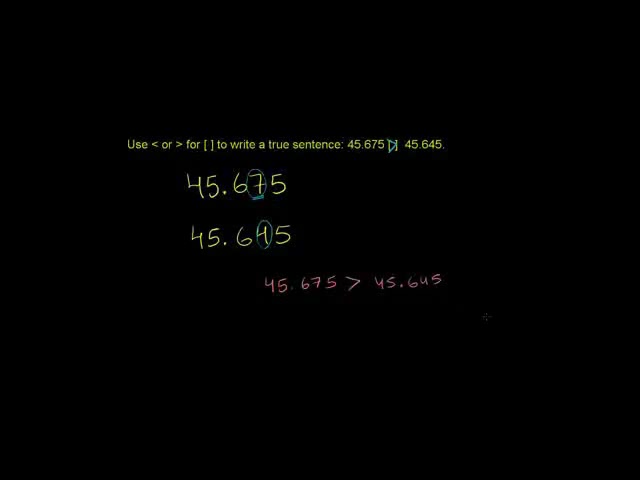 Use < or > for [ ] to write a true sentence: 45.675 [>] 45.645.
45.675
45.645
45.675 > 45.645